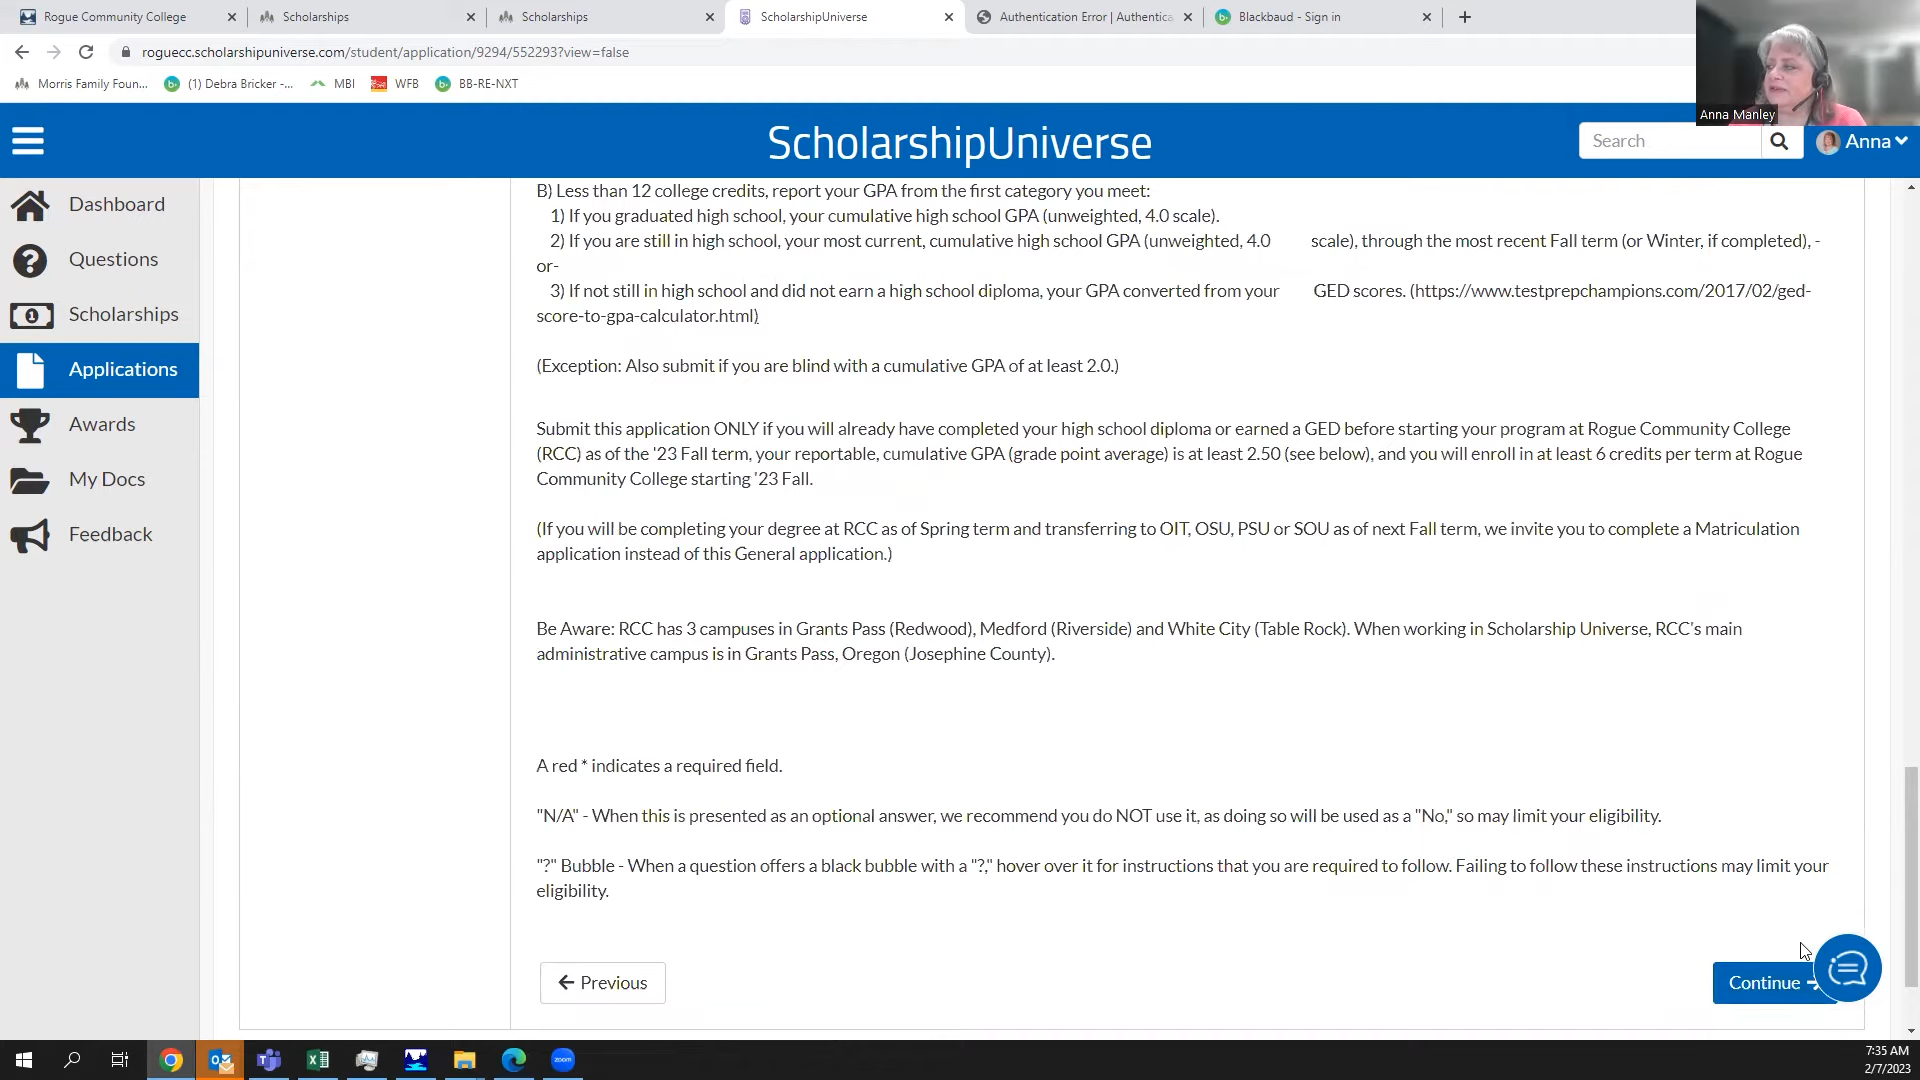 Rogue Community College
Scholarships
Scholarships
ScholarshipUniverse
Authentication Error | Authentica
Blackbaud - Sign in
roguecc.scholarshipuniverse.com/student/application/9294/552293?view=false
Morris Family Foun...
(1) Debra Bricker -...
MBI
WFB
BB-RE-NXT
Anna Manley
ScholarshipUniverse
Search
Anna
Dashboard
Questions
Scholarships
Applications
Awards
My Docs
Feedback
B) Less than 12 college credits, report your GPA from the first category you meet:
1) If you graduated high school, your cumulative high school GPA (unweighted, 4.0 scale).
2) If you are still in high school, your most current, cumulative high school GPA (unweighted, 4.0 scale), through the most recent Fall term (or Winter, if completed), -
or-
3) If not still in high school and did not earn a high school diploma, your GPA converted from your GED scores. (https://www.testprepchampions.com/2017/02/ged-
score-to-gpa-calculator.html)
(Exception: Also submit if you are blind with a cumulative GPA of at least 2.0.)
Submit this application ONLY if you will already have completed your high school diploma or earned a GED before starting your program at Rogue Community College
(RCC) as of the '23 Fall term, your reportable, cumulative GPA (grade point average) is at least 2.50 (see below), and you will enroll in at least 6 credits per term at Rogue
Community College starting '23 Fall.
(If you will be completing your degree at RCC as of Spring term and transferring to OIT, OSU, PSU or SOU as of next Fall term, we invite you to complete a Matriculation
application instead of this General application.)
Be Aware: RCC has 3 campuses in Grants Pass (Redwood), Medford (Riverside) and White City (Table Rock). When working in Scholarship Universe, RCC's main
administrative campus is in Grants Pass, Oregon (Josephine County).
A red * indicates a required field.
"N/A" - When this is presented as an optional answer, we recommend you do NOT use it, as doing so will be used as a "No," so may limit your eligibility.
"?" Bubble - When a question offers a black bubble with a "?," hover over it for instructions that you are required to follow. Failing to follow these instructions may limit your
eligibility.
Previous
Continue
zoom
7:35 AM
2/7/2023